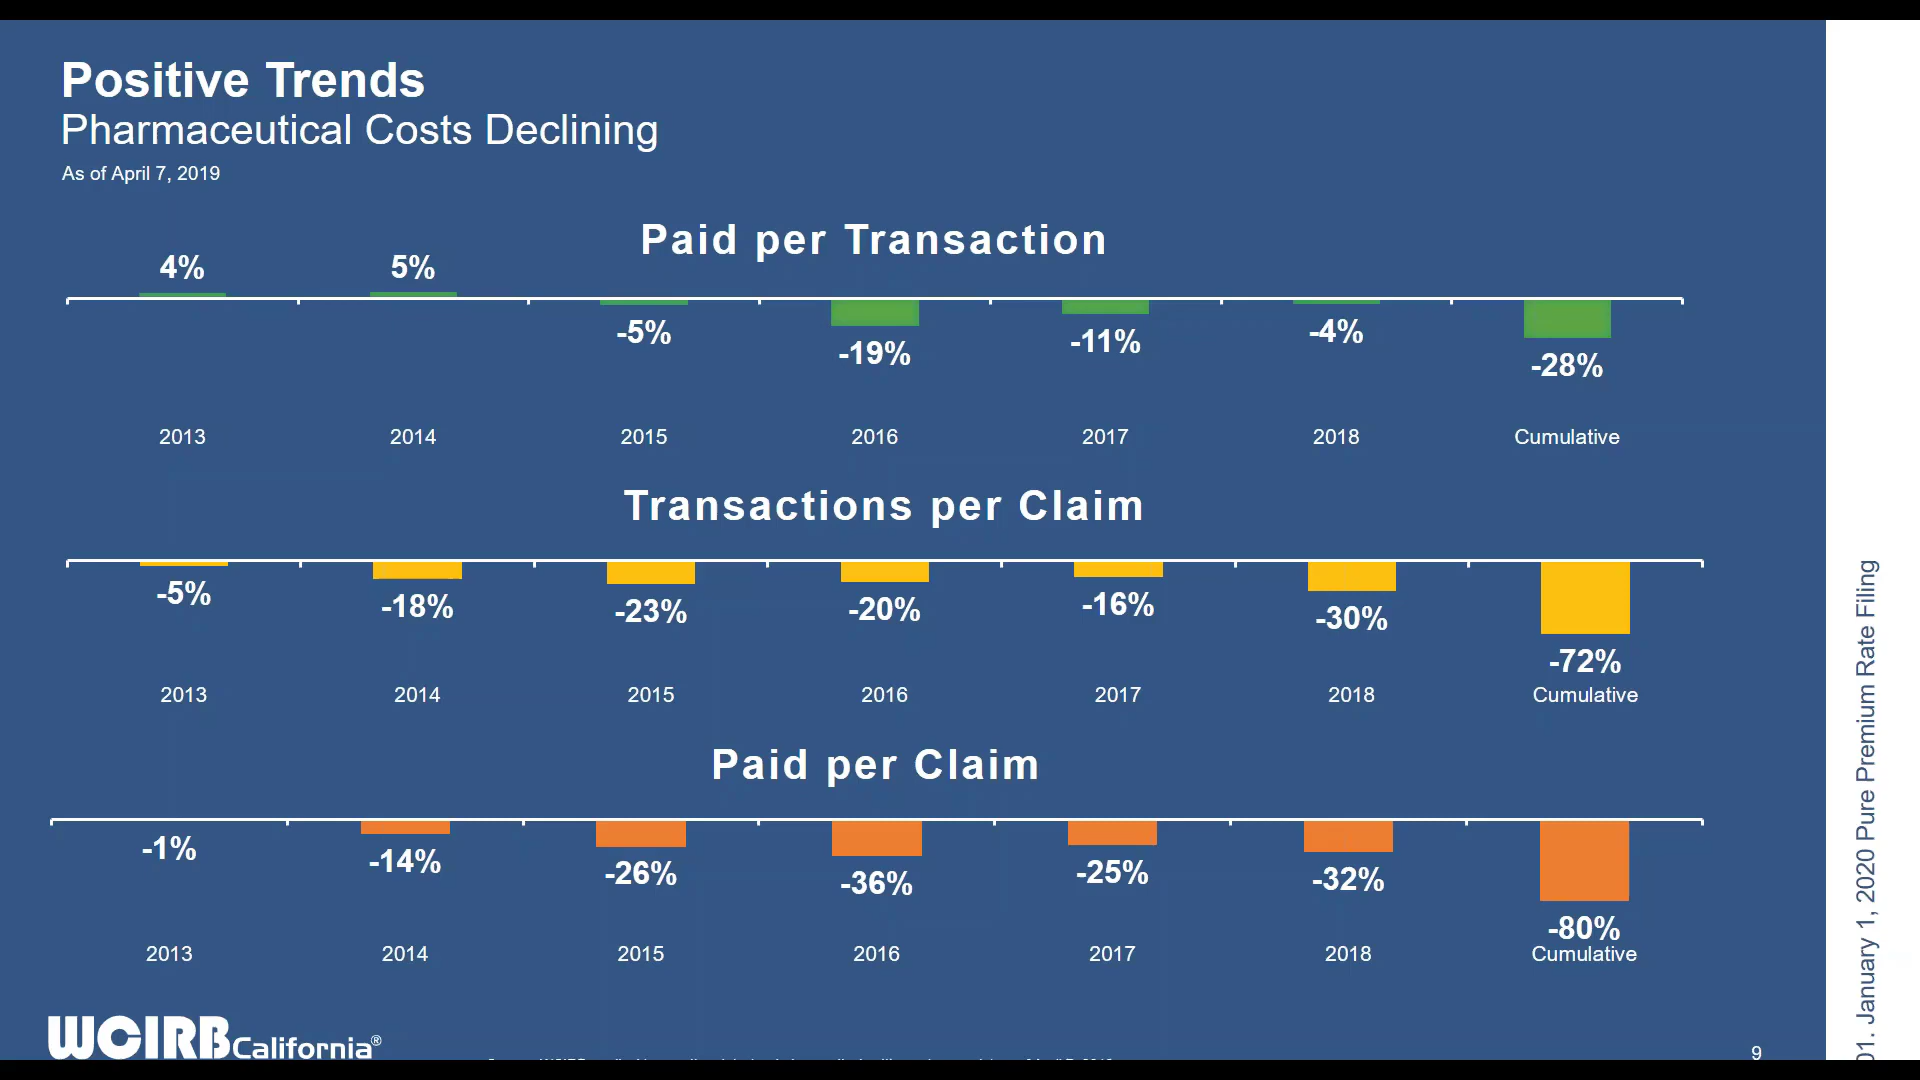 Positive Trends
Pharmaceutical Costs Declining
As of April 7, 2019
Paid per Transaction
4% 5% -5% -19% -11% -4% -28%
2013 2014 2015 2016 2017 2018 Cumulative
Transactions per Claim
-5% -18% -23% -20% -16% -30% -72%
2013 2014 2015 2016 2017 2018 Cumulative
Paid per Claim
-1% -14% -26% -36% -25% -32% -80%
2013 2014 2015 2016 2017 2018 Cumulative
WCIRBCalifornia®
9
01. January 1, 2020 Pure Premium Rate Filing